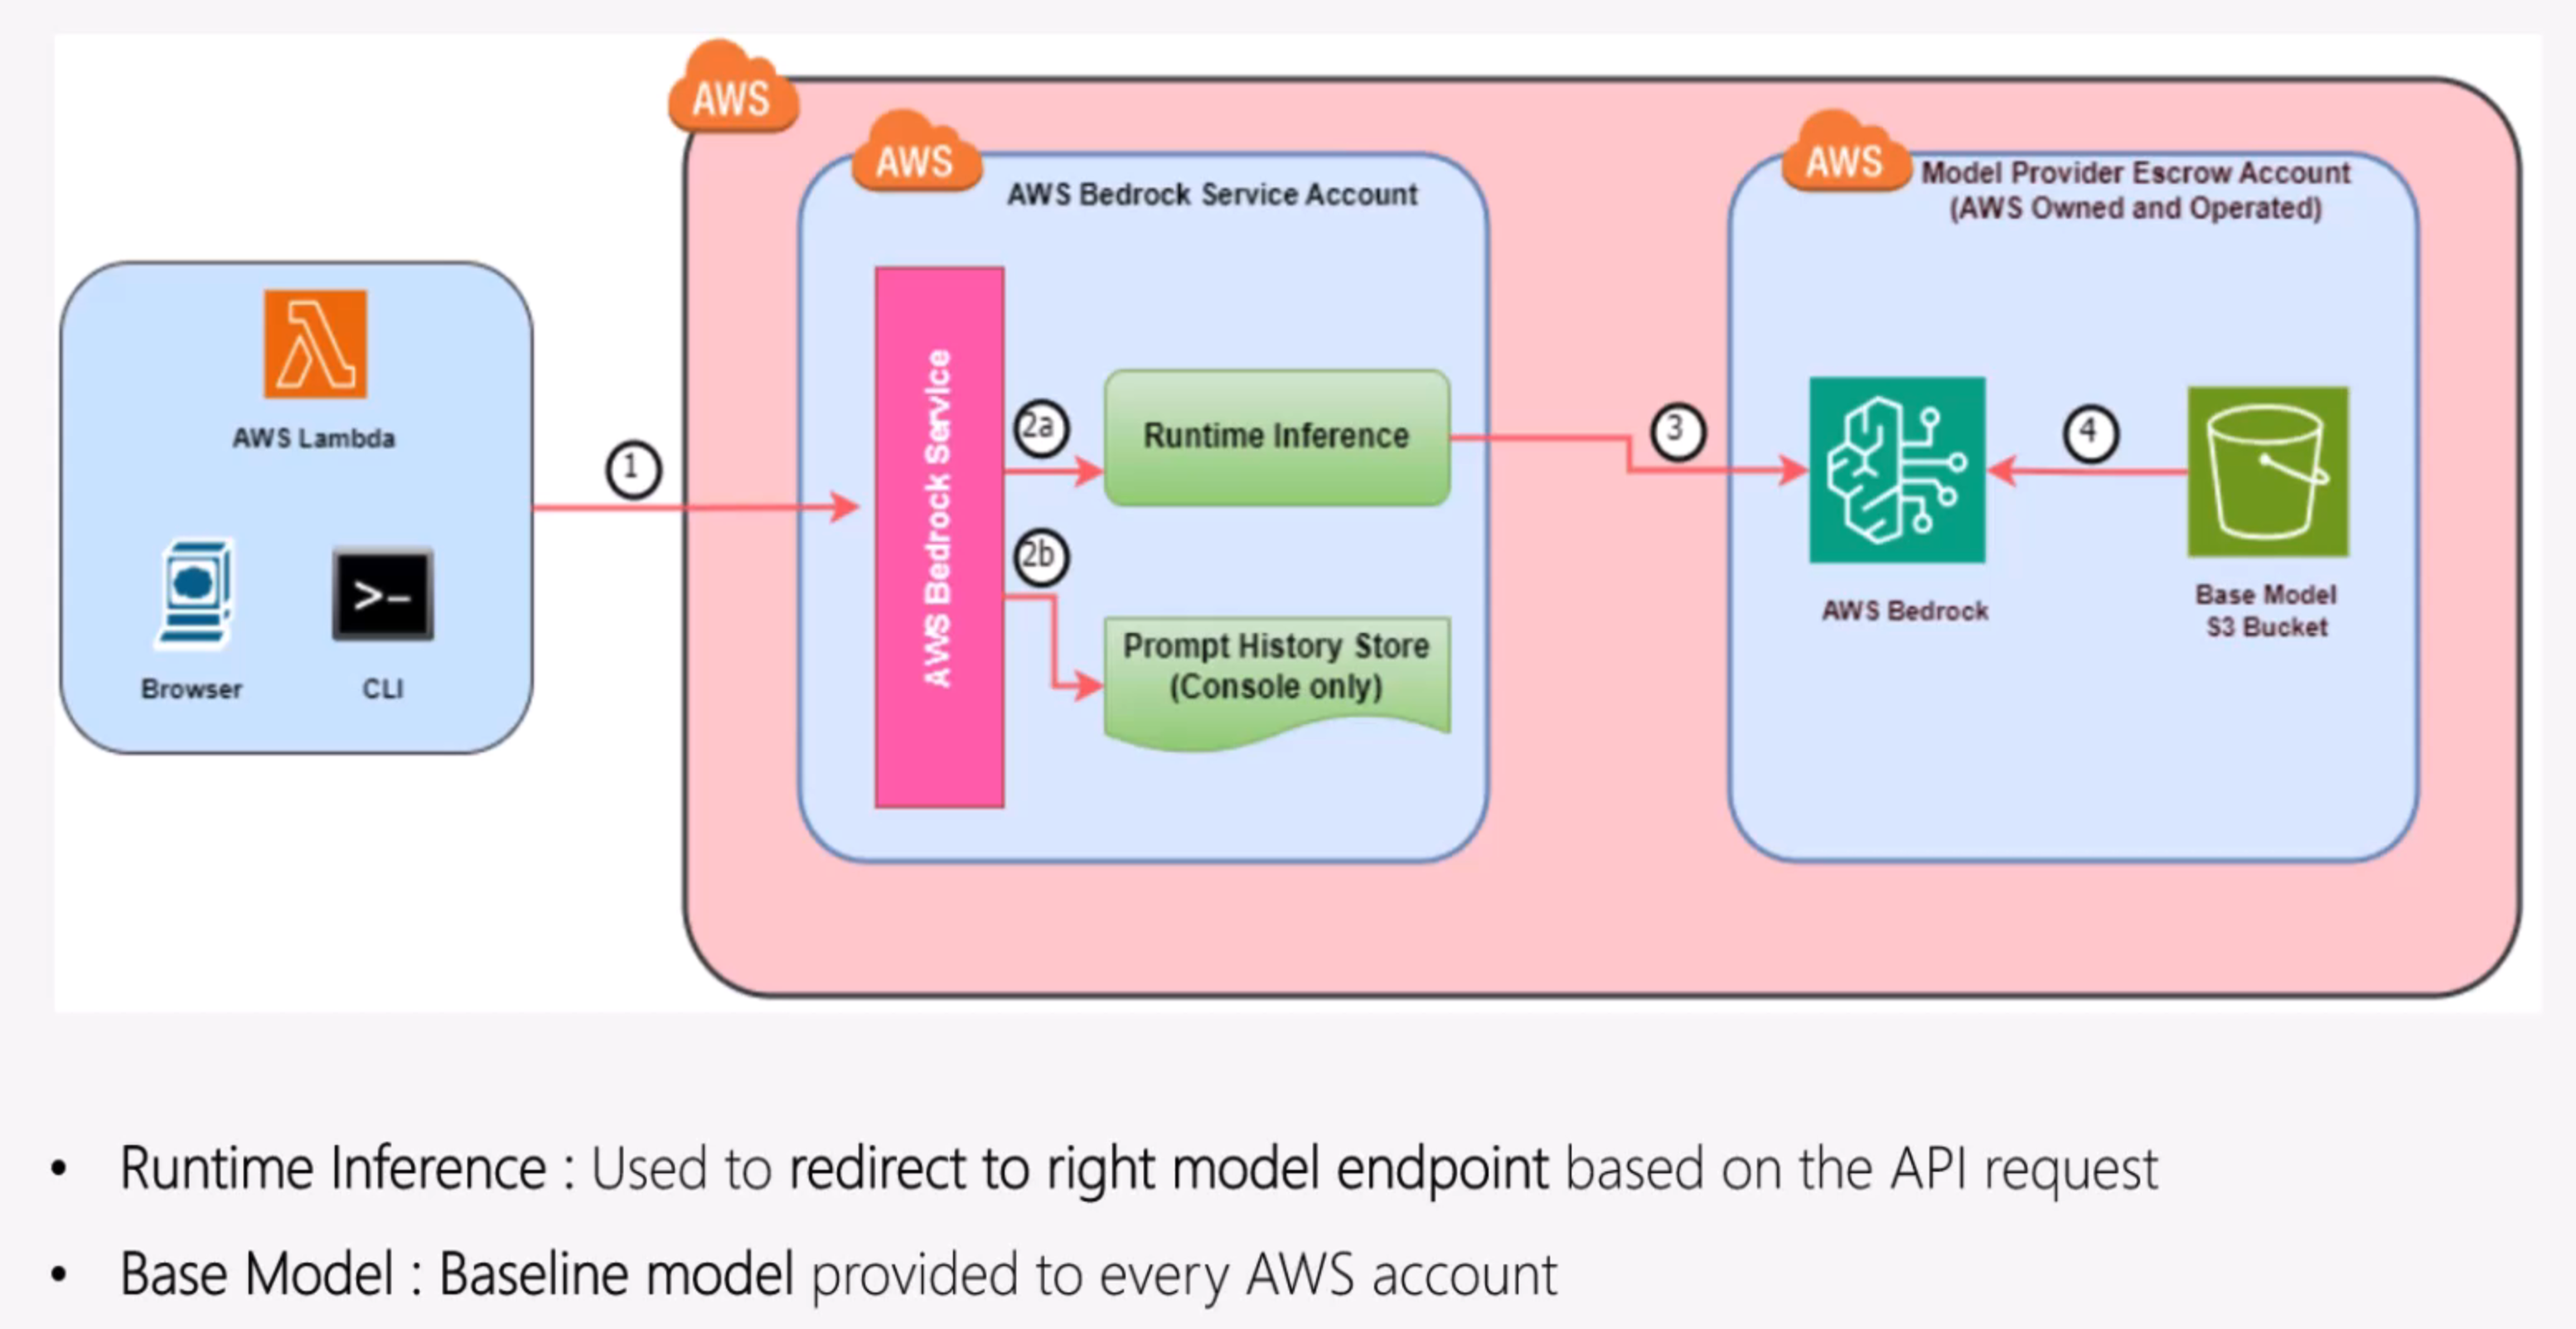 AWS
AWS
AWS Bedrock Service Account
AWS
Model Provider Escrow Account
(AWS Owned and Operated)
AWS Lambda
Browser
CLI
1
AWS Bedrock Service
2a
Runtime Inference
2b
Prompt History Store
(Console only)
3
AWS Bedrock
4
Base Model
S3 Bucket
>–
• Runtime Inference : Used to redirect to right model endpoint based on the API request
• Base Model : Baseline model provided to every AWS account